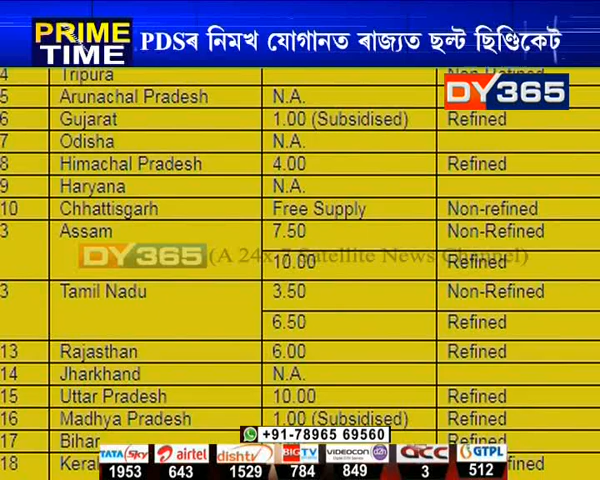 PRIME TIME PDSৰ নিমখ যোগানত ৰাজ্যত ছল্ট ছিণ্ডিকেট
4 Tripura Non-Refined
DY365
5 Arunachal Pradesh N.A.
6 Gujarat 1.00 (Subsidised) Refined
7 Odisha N.A.
8 Himachal Pradesh 4.00 Refined
9 Haryana N.A.
10 Chhattisgarh Free Supply Non-refined
3 Assam 7.50 Non-Refined
DY365 (A 24x7 Satellite News Channel)
10.00 Refined
3 Tamil Nadu 3.50 Non-Refined
6.50 Refined
13 Rajasthan 6.00 Refined
14 Jharkhand N.A.
15 Uttar Pradesh 10.00 Refined
16 Madhya Pradesh 1.00 (Subsidised) Refined
+91-78965 69560
17 Bihar Refined
TATA sky airtel dishtv BIG TV VIDEOCON d2h acc GTPL
1953 643 1529 784 849 3 512
18